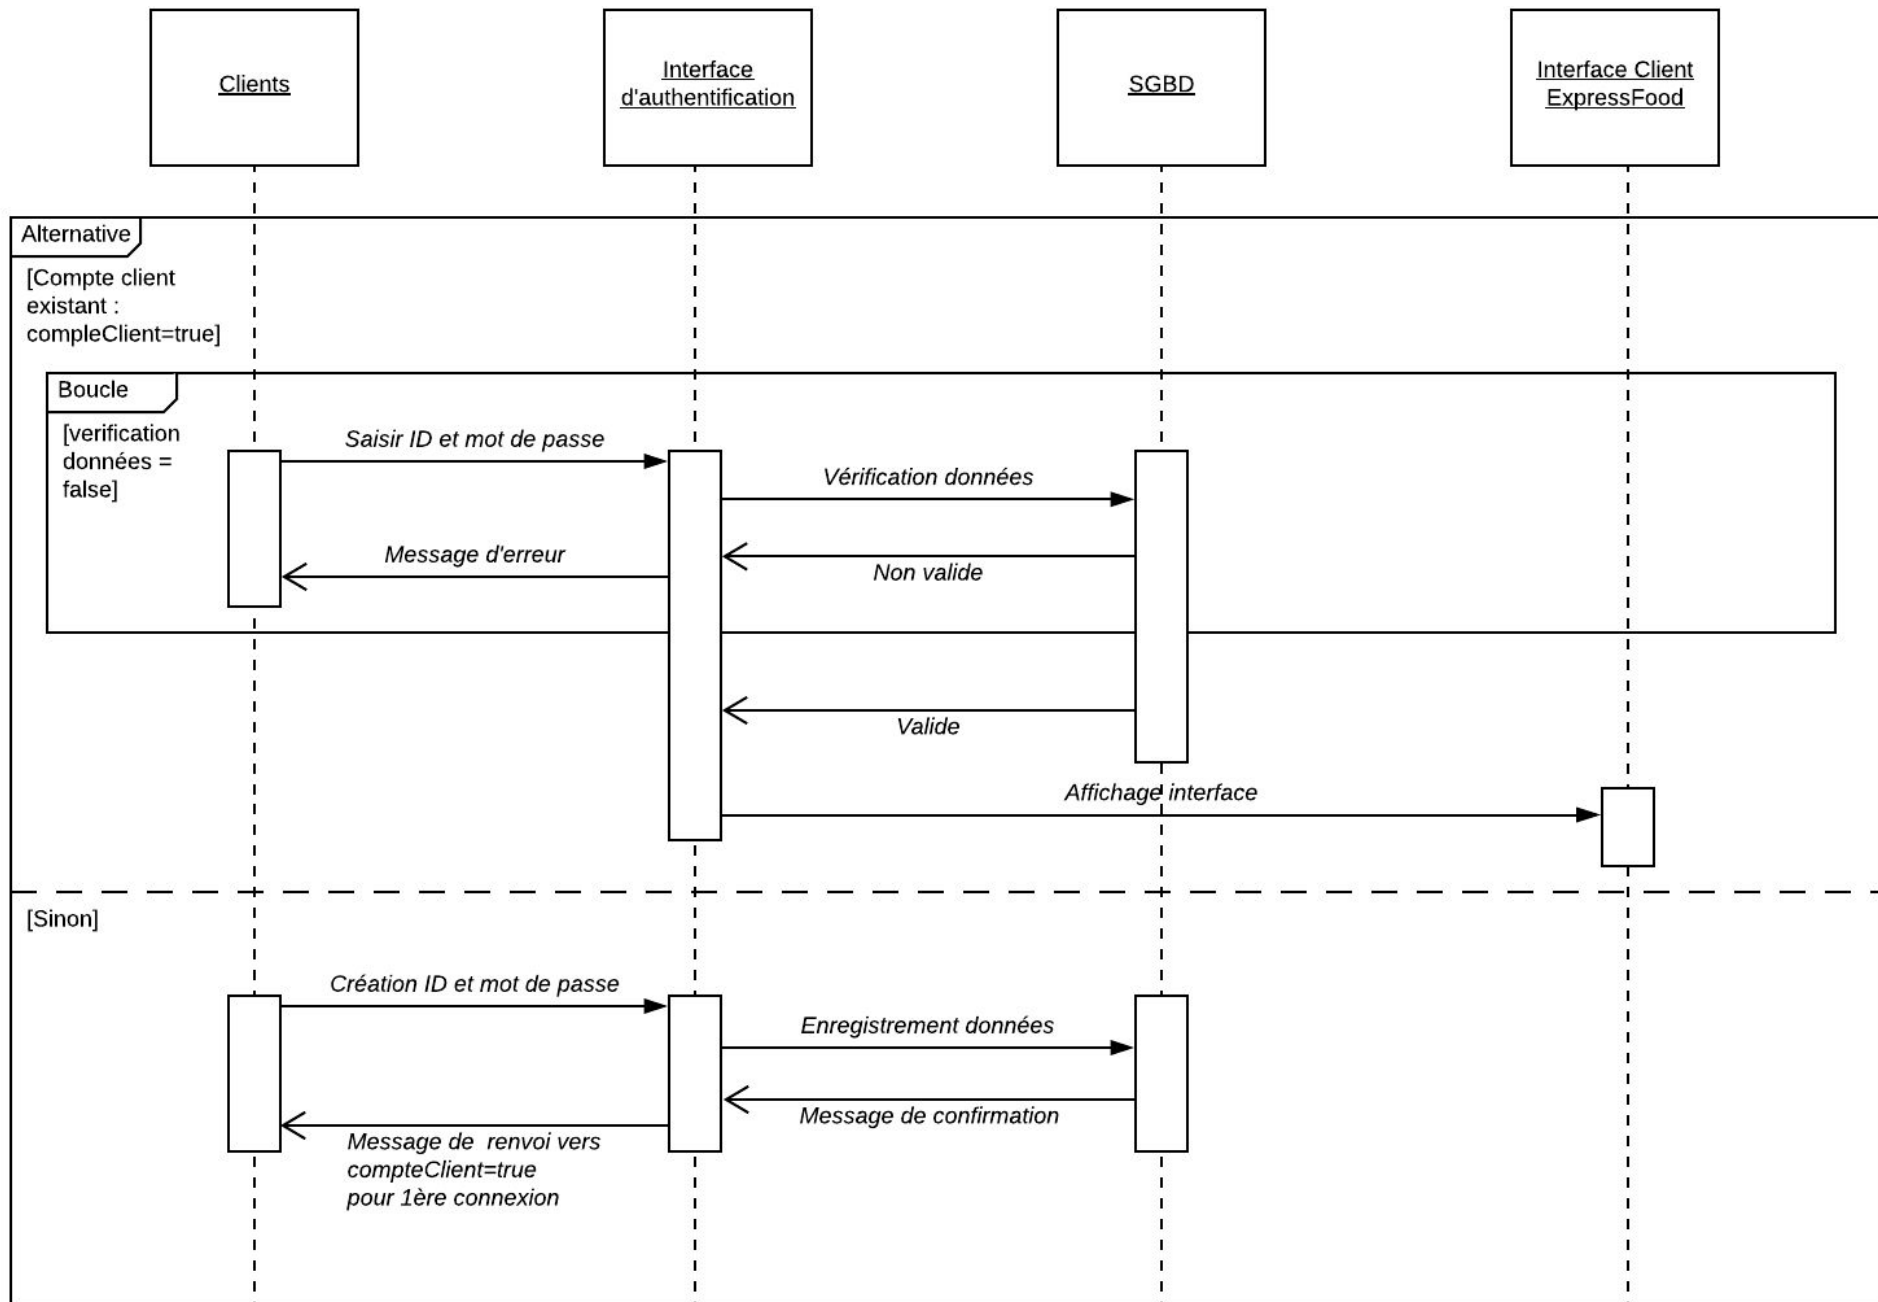 Clients
Interface
d'authentification
SGBD
Interface Client
ExpressFood
Alternative
[Compte client
existant :
compleClient=true]
Boucle
[verification
données =
false]
Saisir ID et mot de passe
Vérification données
Message d'erreur
Non valide
Valide
Affichage interface
[Sinon]
Création ID et mot de passe
Enregistrement données
Message de confirmation
Message de  renvoi vers
compteClient=true
pour 1ère connexion